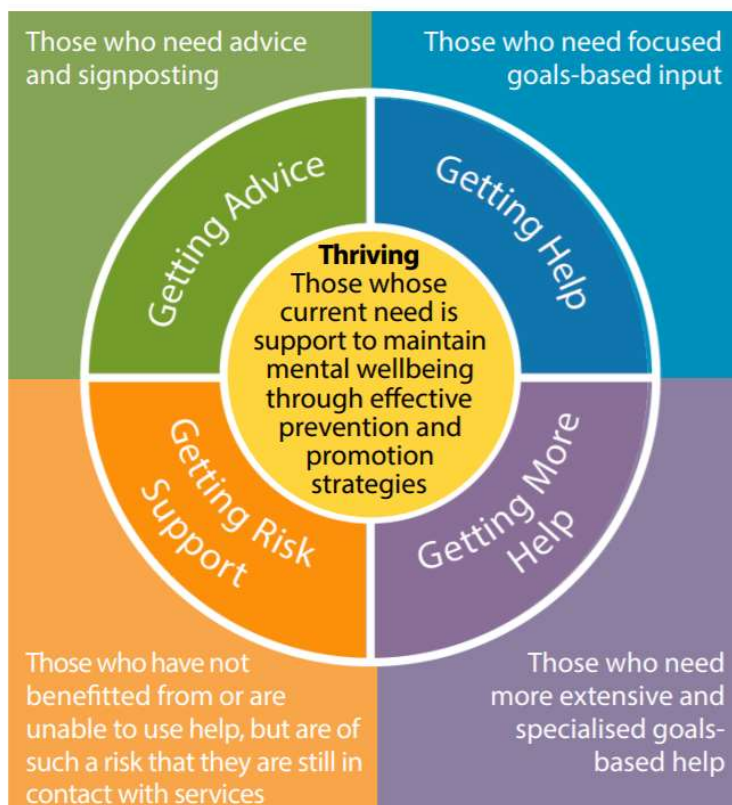 Those who need advice
and signposting
Those who need focused
goals-based input
Getting Advice
Getting Help
Thriving
Those whose
current need is
support to maintain
mental wellbeing
through effective
prevention and
promotion
strategies
Getting Risk
Support
Getting More
Help
Those who have not
benefitted from or are
unable to use help, but are of
such a risk that they are still in
contact with services
Those who need
more extensive and
specialised goals-
based help